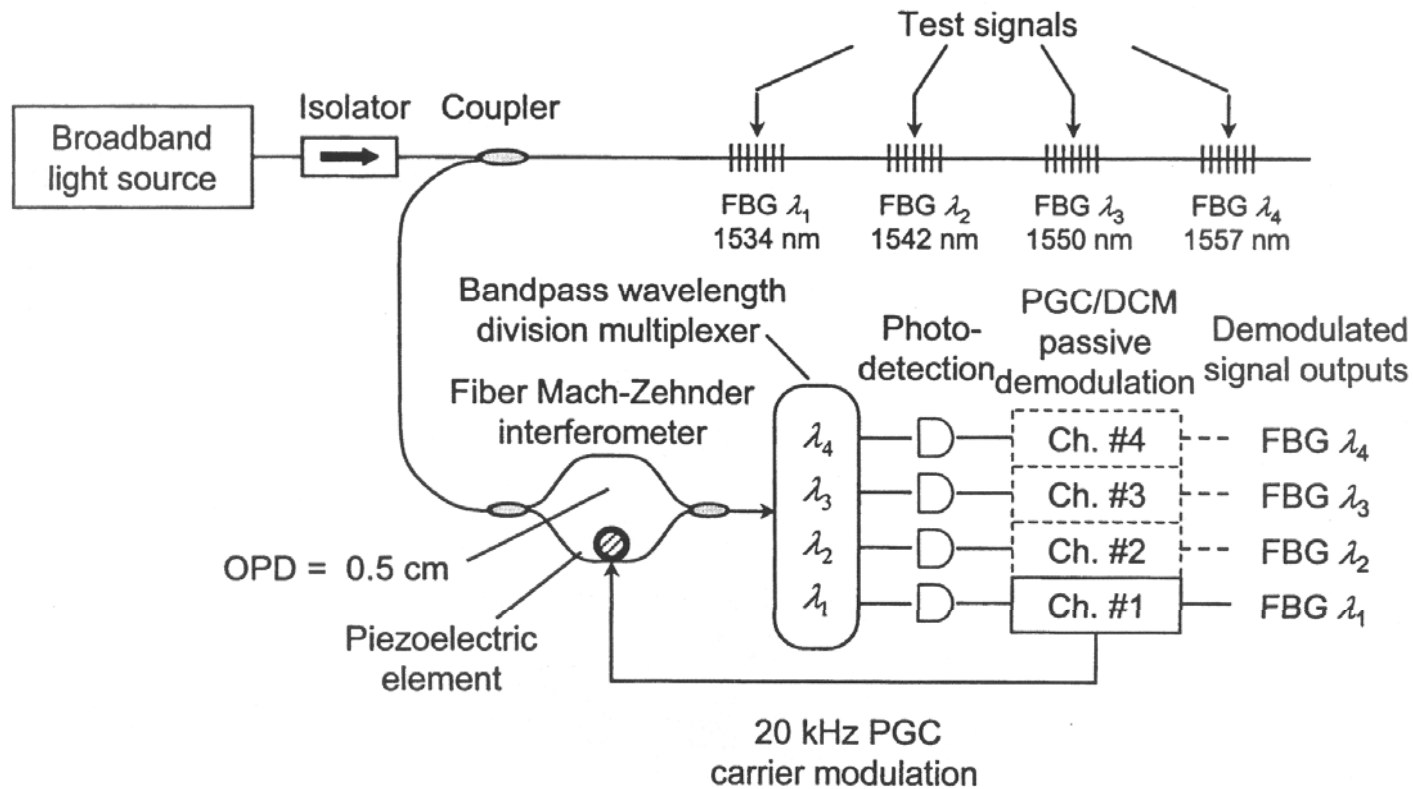 Test signals
Isolator
Coupler
Broadband
light source
FBG λ1
1534 nm
FBG λ2
1542 nm
FBG λ3
1550 nm
FBG λ4
1557 nm
Bandpass wavelength
division multiplexer
Photo-
detection
PGC/DCM
passive
demodulation
Demodulated
signal outputs
Fiber Mach-Zehnder
interferometer
λ4
Ch. #4
FBG λ4
λ3
Ch. #3
FBG λ3
λ2
Ch. #2
FBG λ2
λ1
Ch. #1
FBG λ1
OPD = 0.5 cm
Piezoelectric
element
20 kHz PGC
carrier modulation